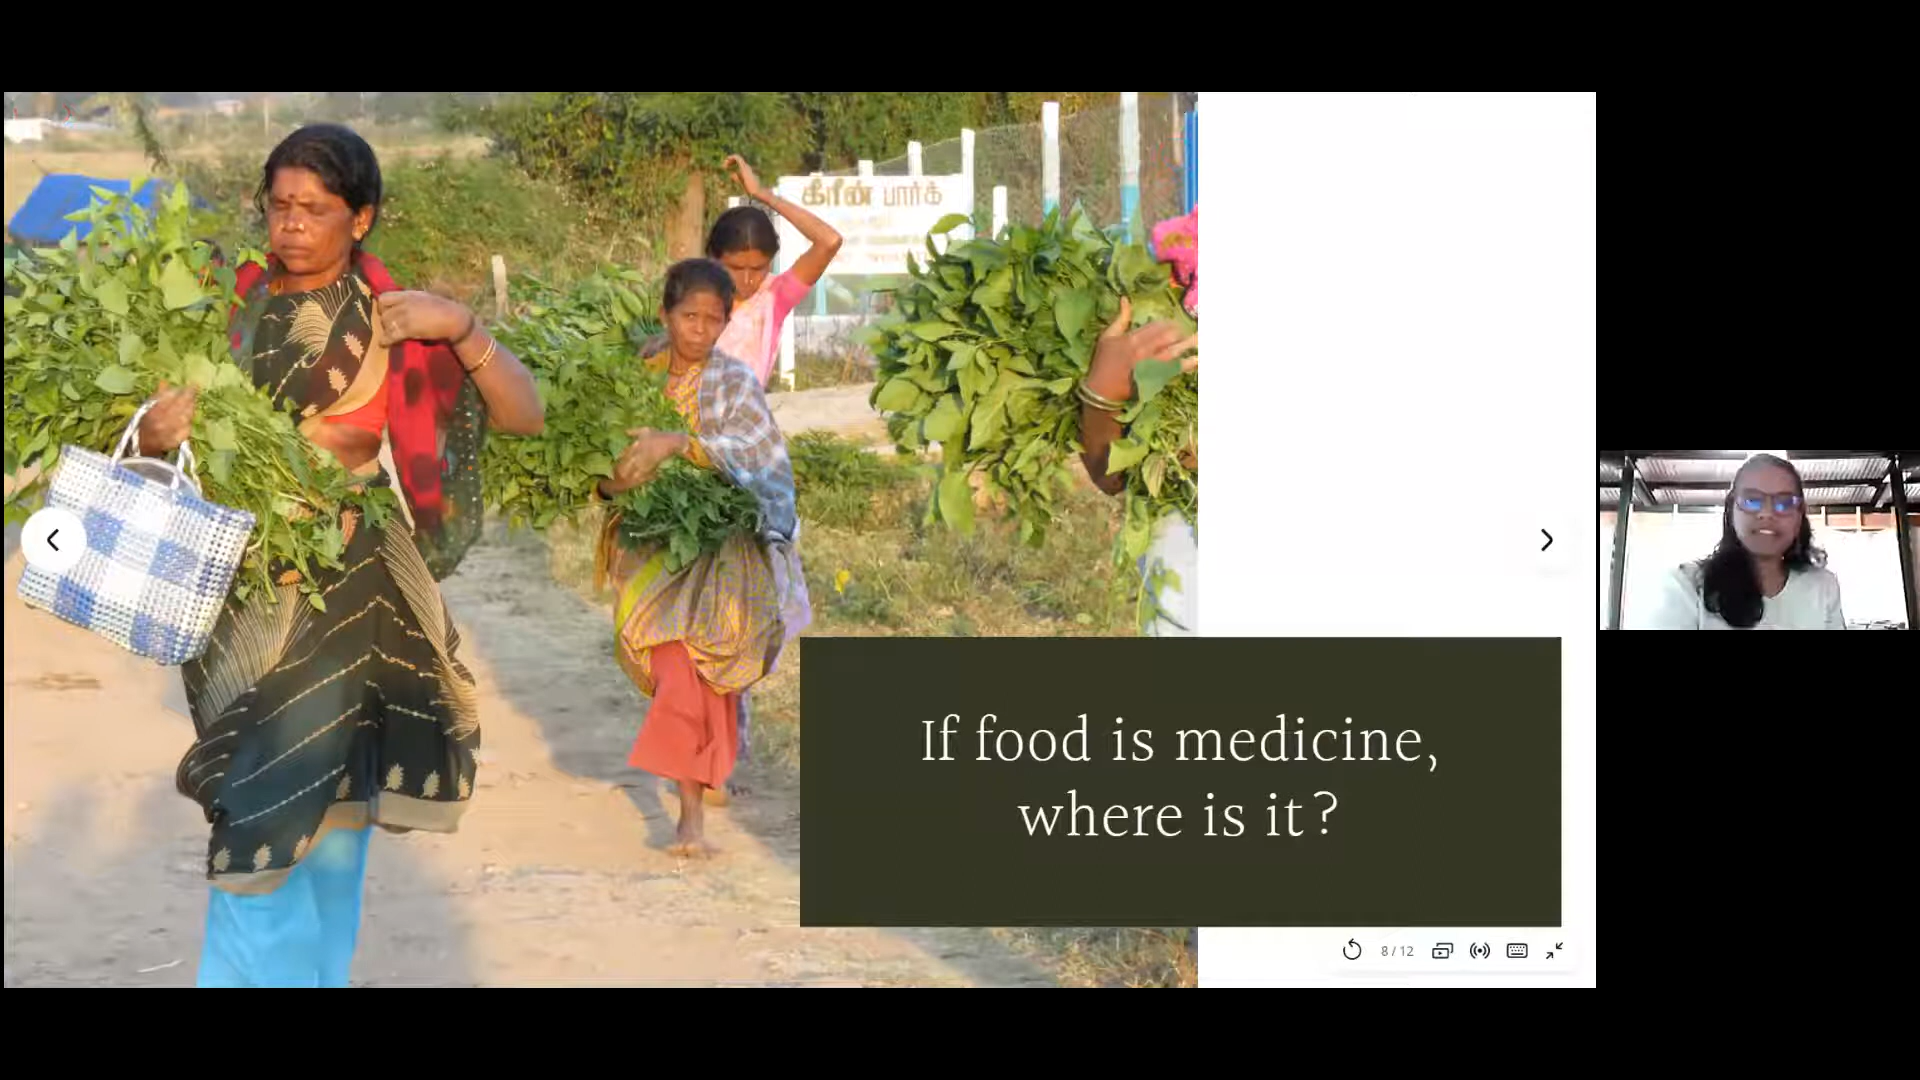 கிரீன் பார்க்
If food is medicine,
where is it?
8 / 12